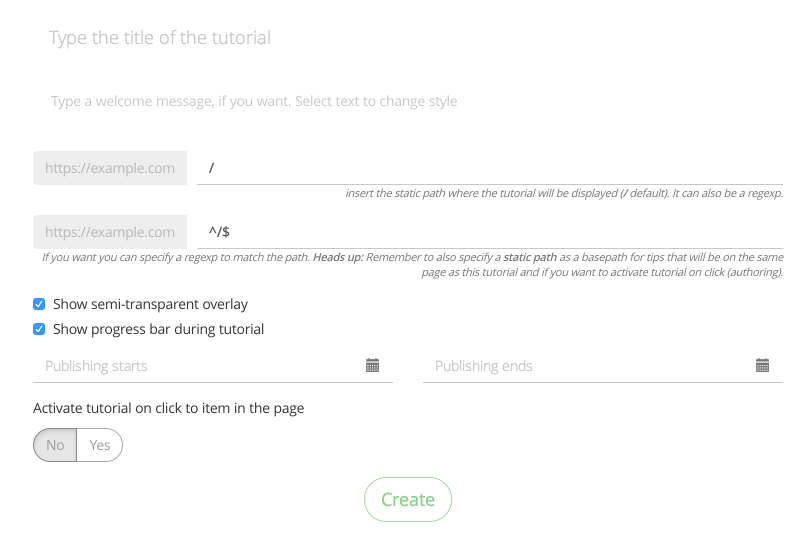 Type the title of the tutorial
Type a welcome message, if you want. Select text to change style
https://example.com /
insert the static path where the tutorial will be displayed (/ default). It can also be a regexp.
https://example.com ^/$
If you want you can specify a regexp to match the path. Heads up: Remember to also specify a static path as a basepath for tips that will be on the same
page as this tutorial and if you want to activate tutorial on click (authoring).
Show semi-transparent overlay
Show progress bar during tutorial
Publishing starts Publishing ends
Activate tutorial on click to item in the page
No Yes
Create